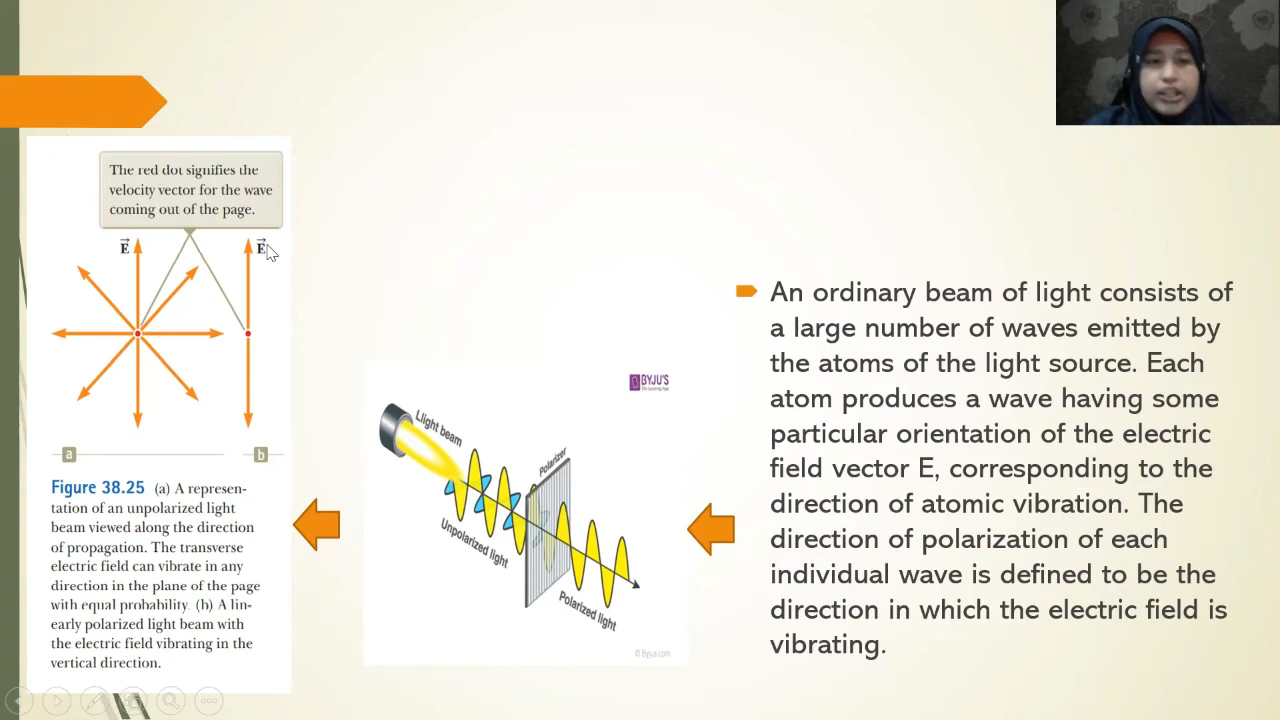 The red dot signifies the
velocity vector for the wave
coming out of the page.
E
E
a
b
Figure 38.25 (a) A represen-
tation of an unpolarized light
beam viewed along the direction
of propagation. The transverse
electric field can vibrate in any
direction in the plane of the page
with equal probability. (b) A lin-
early polarized light beam with
the electric field vibrating in the
vertical direction.
BYJU'S
The Learning App
Llight beam
Polarizer
Unpolarized light
Polarized light
© Byjus.com
An ordinary beam of light consists of
a large number of waves emitted by
the atoms of the light source. Each
atom produces a wave having some
particular orientation of the electric
field vector E, corresponding to the
direction of atomic vibration. The
direction of polarization of each
individual wave is defined to be the
direction in which the electric field is
vibrating.